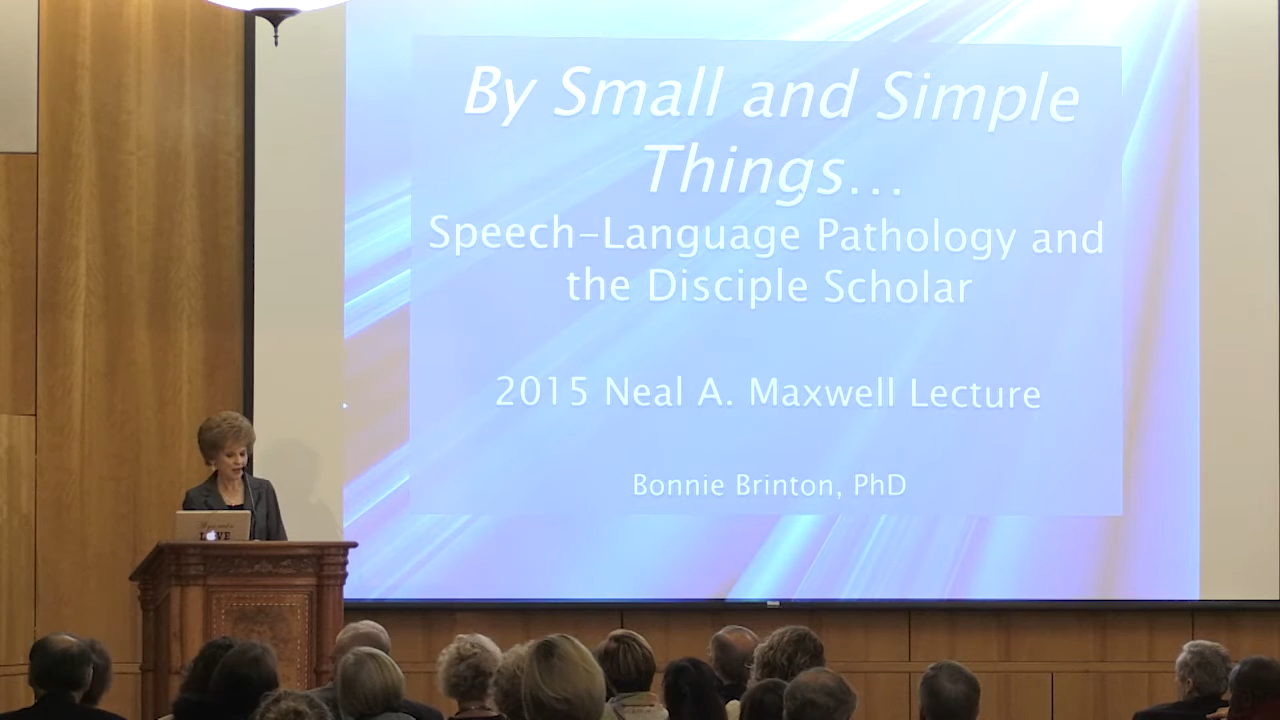 By Small and Simple
Things...
Speech-Language Pathology and
the Disciple Scholar
2015 Neal A. Maxwell Lecture
Bonnie Brinton, PhD
LOVE